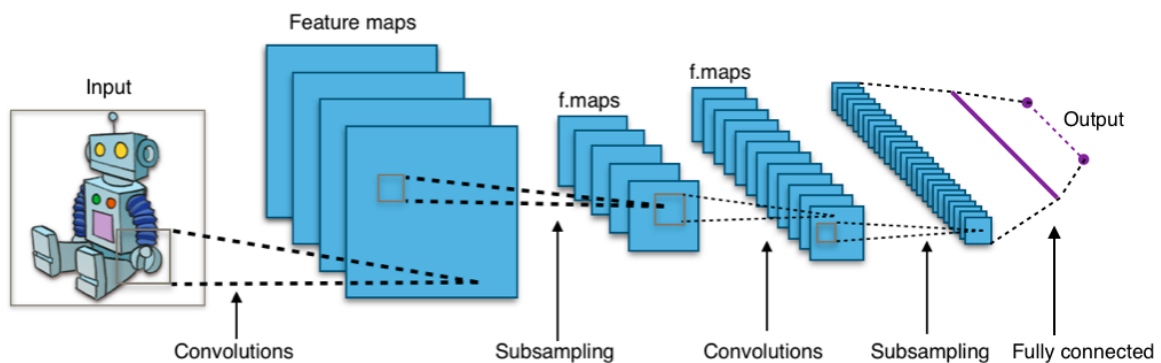 Feature maps
Input
f.maps
f.maps
Output
Convolutions
Subsampling
Convolutions
Subsampling
Fully connected